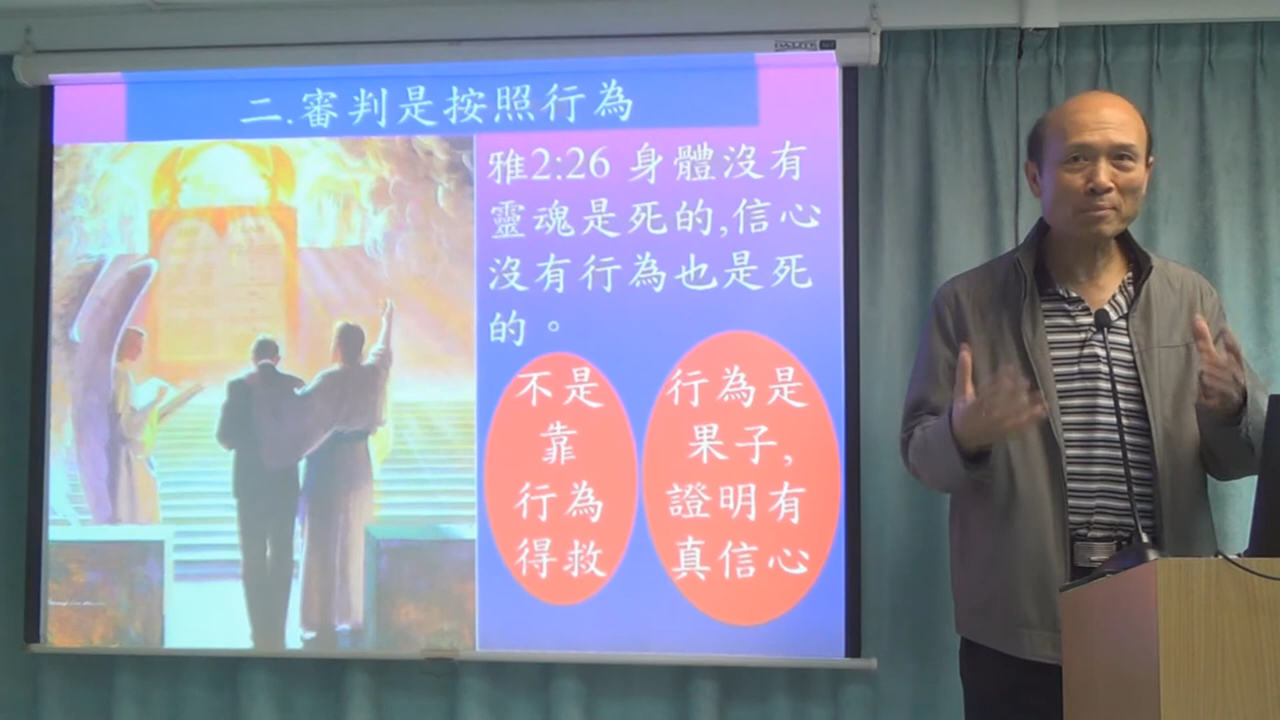 二.審判是按照行為
雅2:26 身體沒有
靈魂是死的,信心
沒有行為也是死
的。
不是
靠
行為
得救
行為是
果子,
證明有
真信心